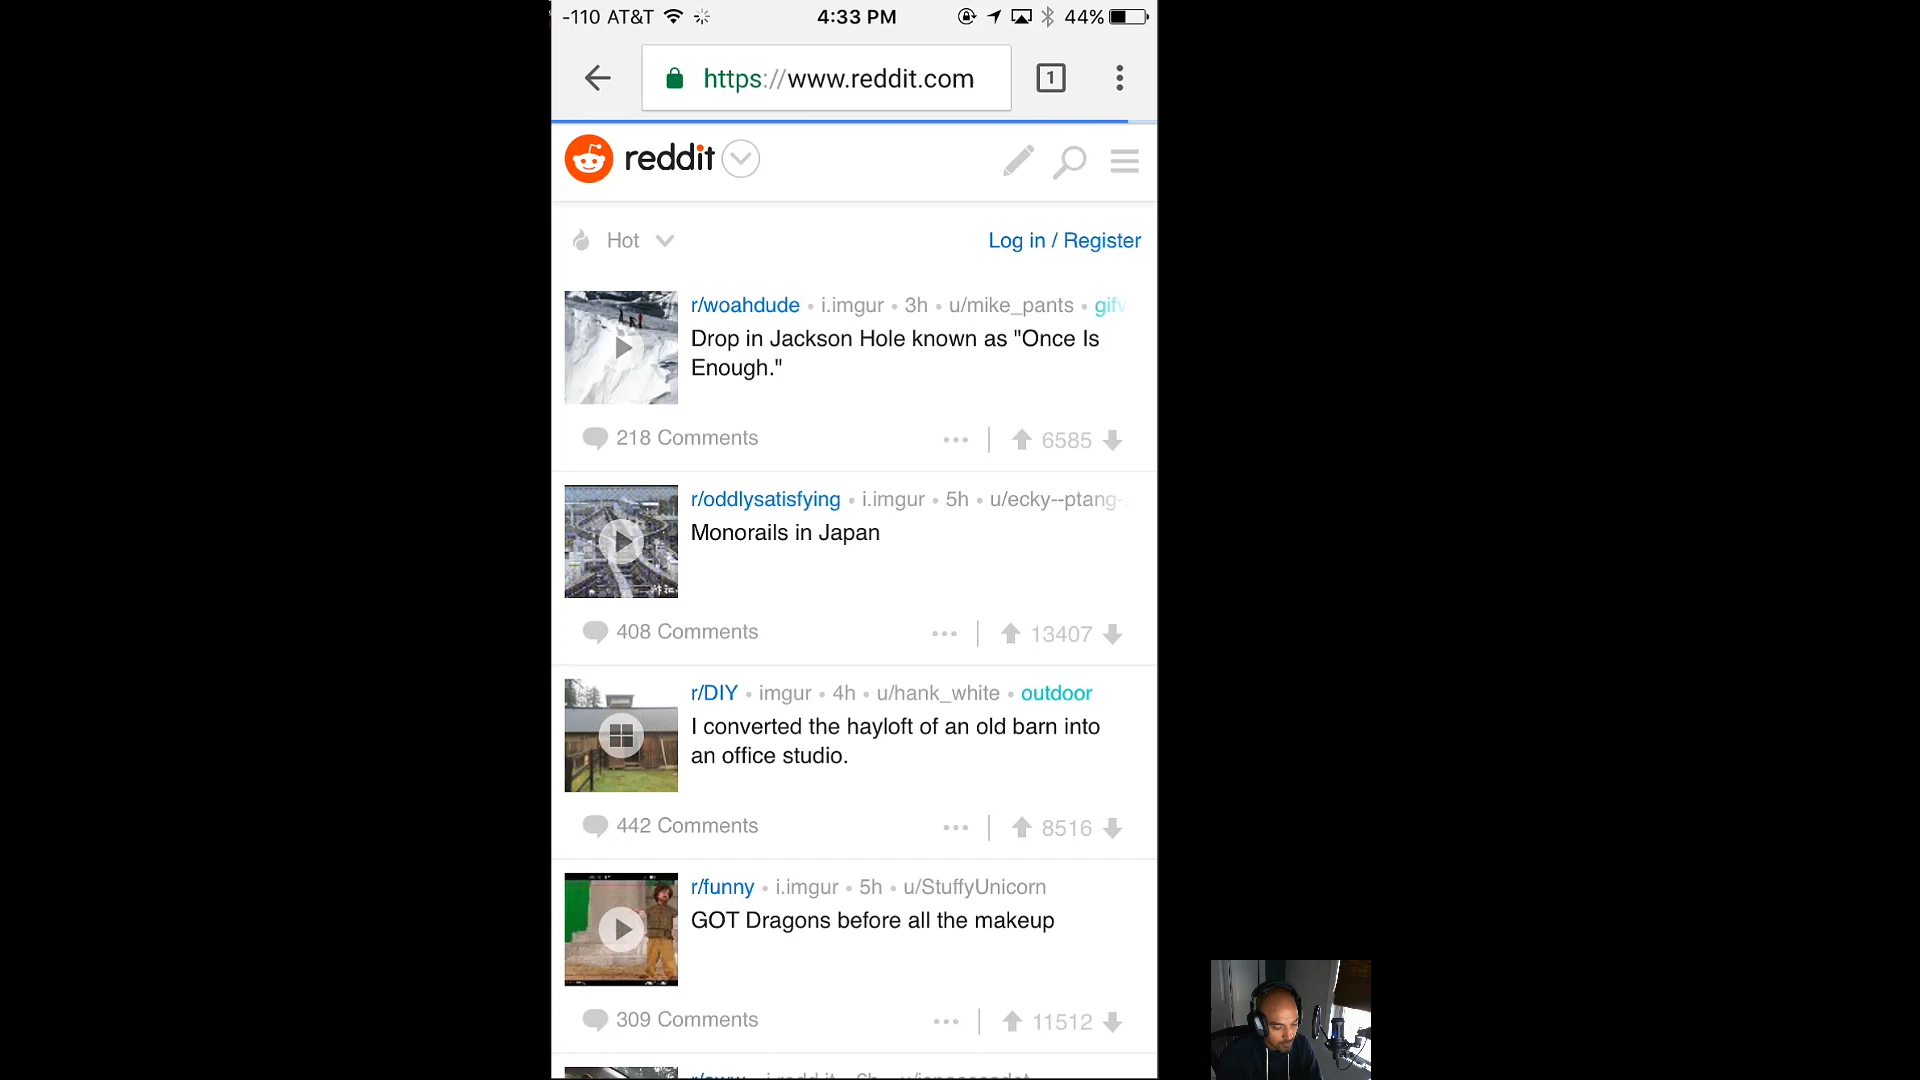 -110 AT&T 4:33 PM 44%
https://www.reddit.com 1
reddit
Hot Log in / Register
r/woahdude • i.imgur • 3h • u/mike_pants • gifv
Drop in Jackson Hole known as "Once Is
Enough."
218 Comments ••• | 6585
r/oddlysatisfying • i.imgur • 5h • u/ecky--ptang-
Monorails in Japan
408 Comments ••• | 13407
r/DIY • imgur • 4h • u/hank_white • outdoor
I converted the hayloft of an old barn into
an office studio.
442 Comments ••• | 8516
r/funny • i.imgur • 5h • u/StuffyUnicorn
GOT Dragons before all the makeup
309 Comments ••• | 11512